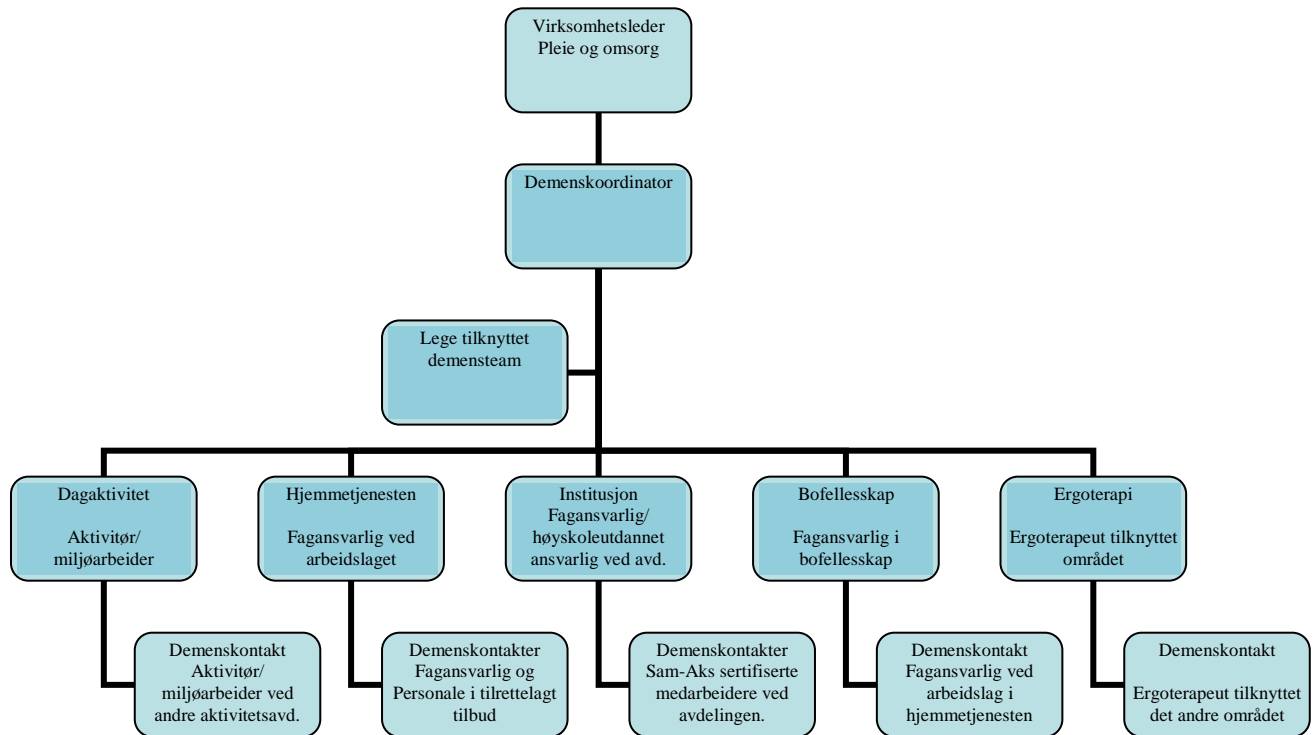 Virksomhetsleder
Pleie og omsorg
Demenskoordinator
Lege tilknyttet
demensteam
Dagaktivitet
Aktivitør/
miljøarbeider
Hjemmetjenesten
Fagansvarlig ved
arbeidslaget
Institusjon
Fagansvarlig/
høyskoleutdannet
ansvarlig ved avd.
Bofellesskap
Fagansvarlig i
bofellesskap
Ergoterapi
Ergoterapeut tilknyttet
området
Demenskontakt
Aktivitør/
miljøarbeider ved
andre aktivitetsavd.
Demenskontakter
Fagansvarlig og
Personale i tilrettelagt
tilbud
Demenskontakter
Sam-Aks sertifiserte
medarbeidere ved
avdelingen.
Demenskontakt
Fagansvarlig ved
arbeidslag i
hjemmetjenesten
Demenskontakt
Ergoterapeut tilknyttet
det andre området